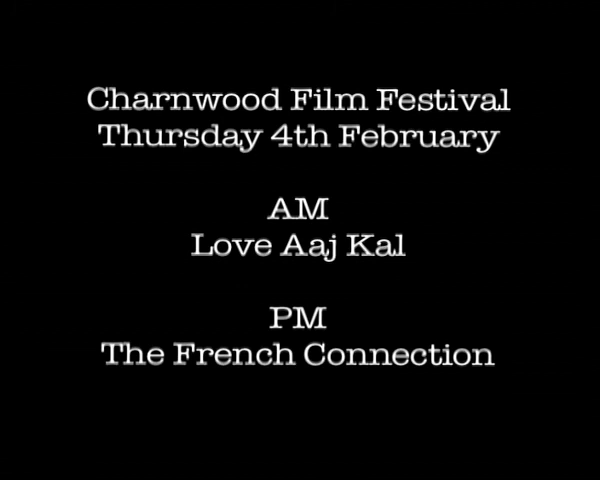 Charnwood Film Festival
Thursday 4th February
AM
Love Aaj Kal
PM
The French Connection